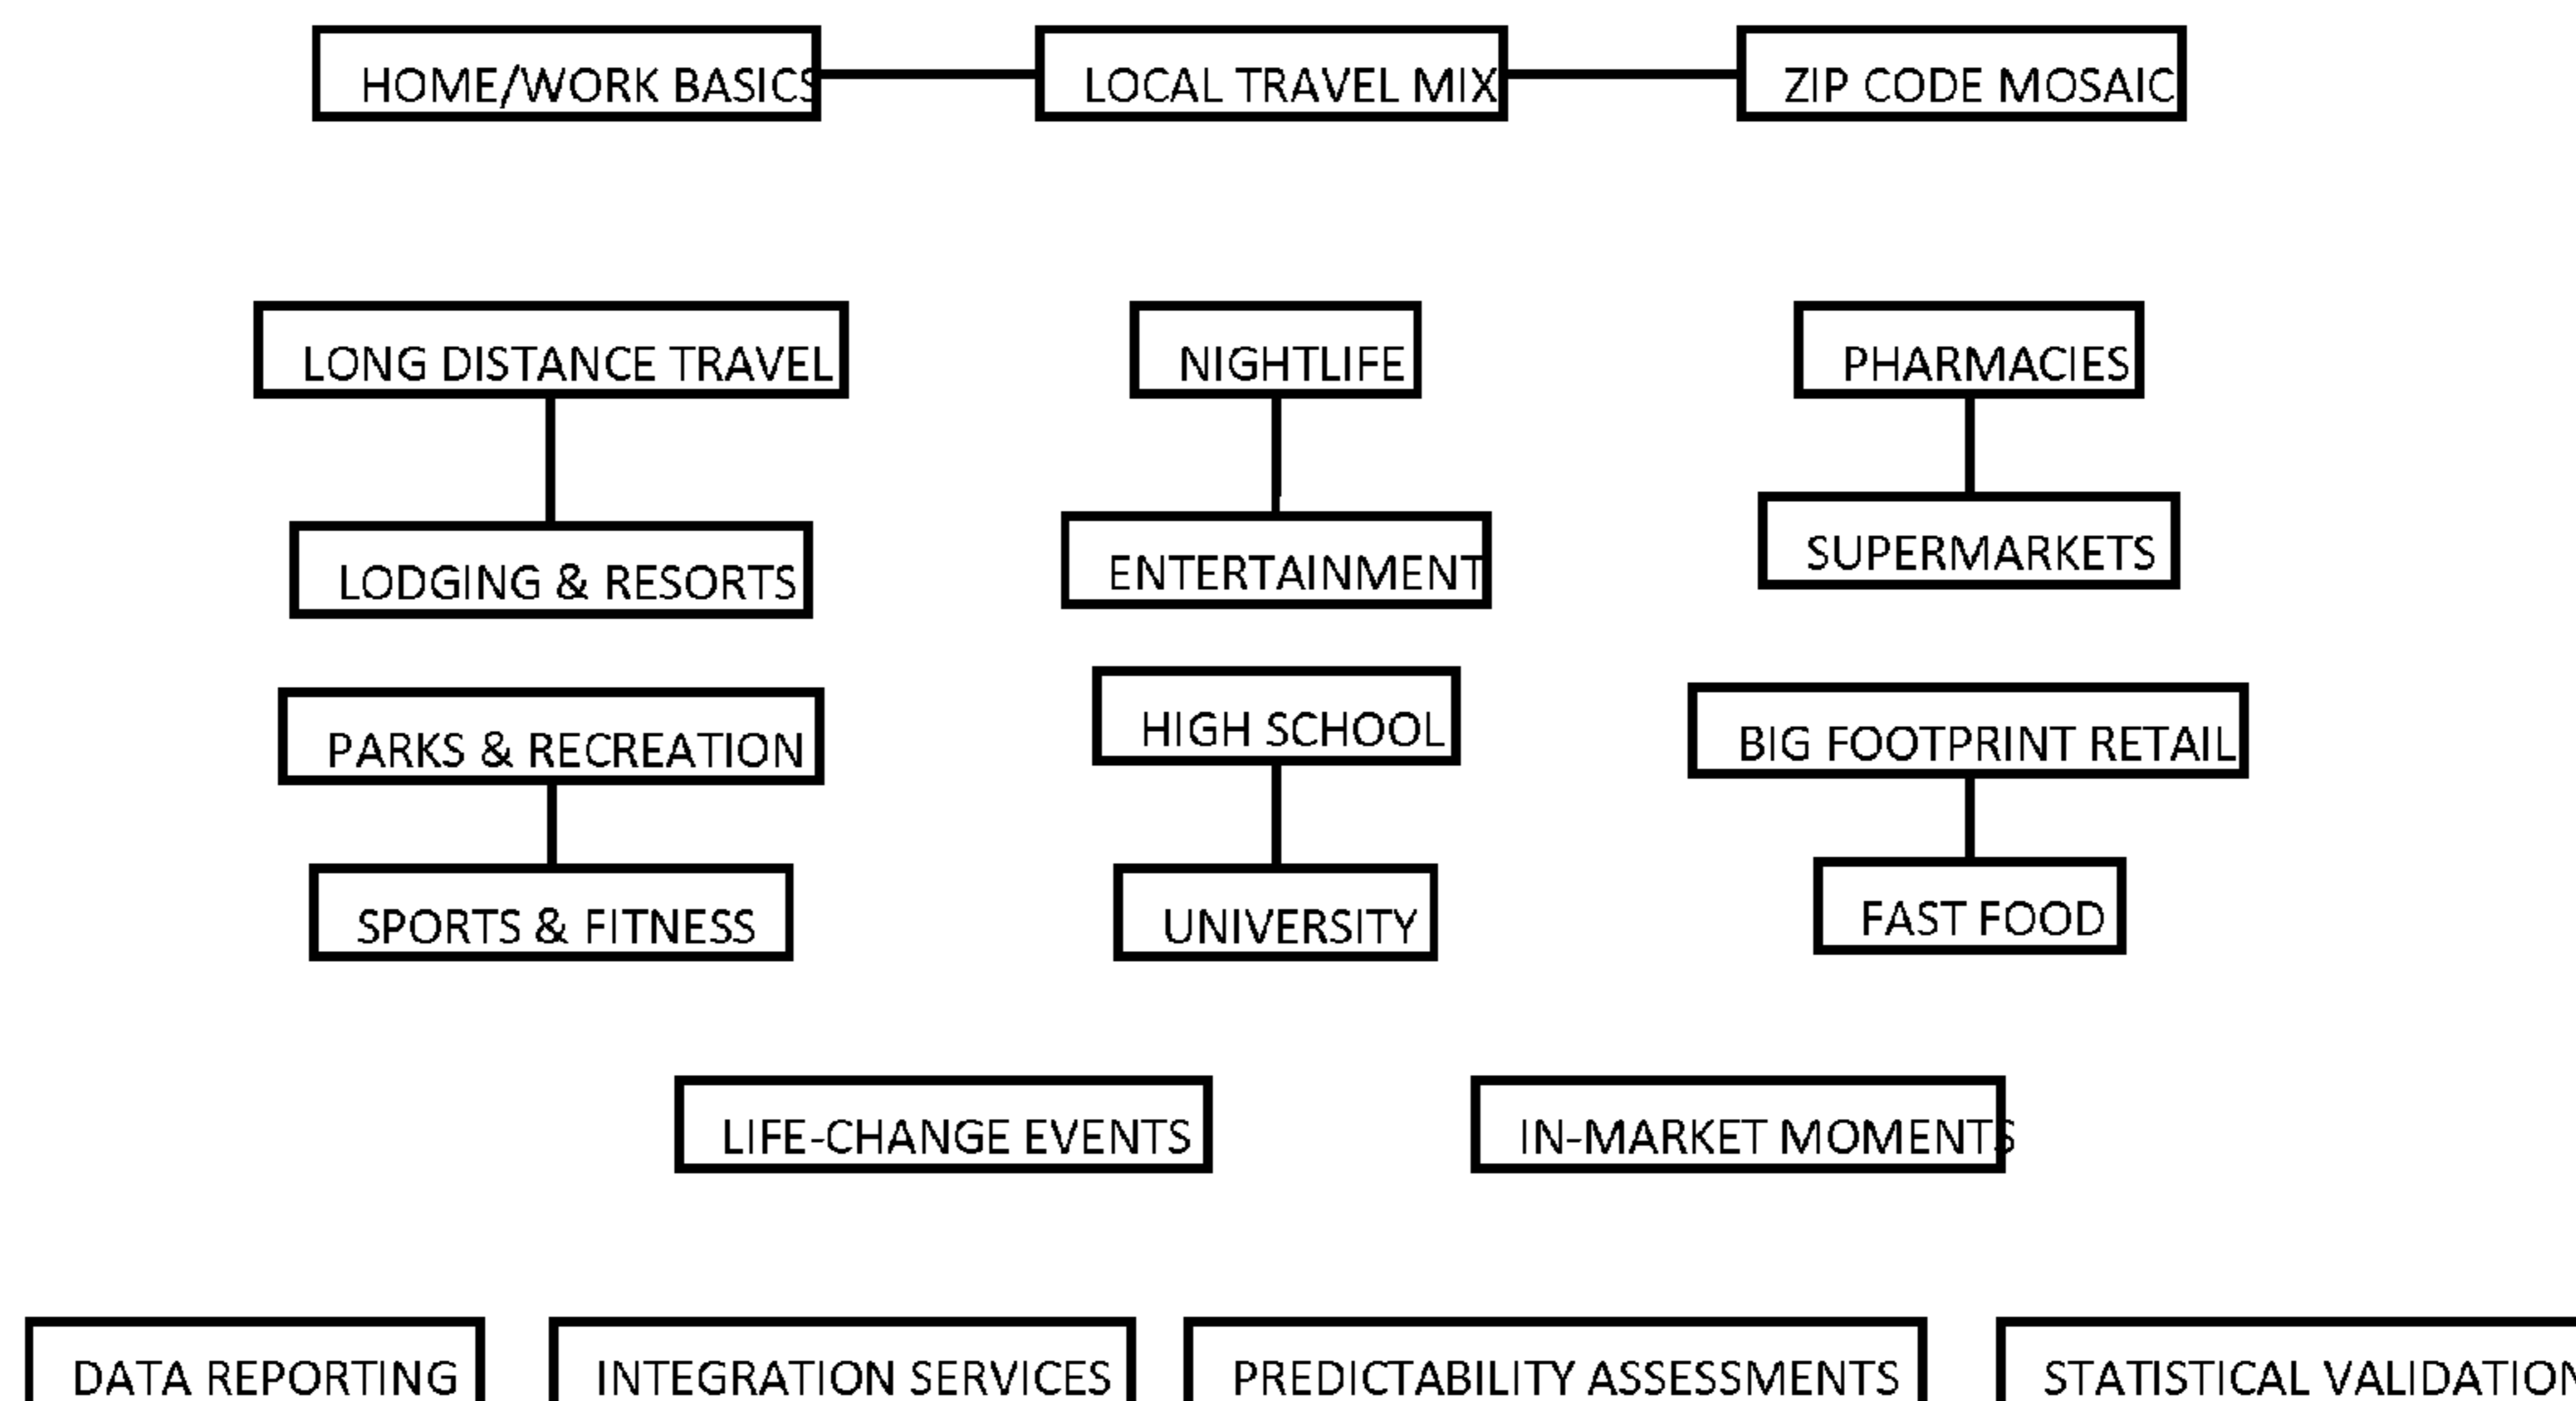 HOME/WORK BASICS
LOCAL TRAVEL MIX
ZIP CODE MOSAIC
LONG DISTANCE TRAVEL
NIGHTLIFE
PHARMACIES
LODGING & RESORTS
ENTERTAINMENT
SUPERMARKETS
PARKS & RECREATION
HIGH SCHOOL
BIG FOOTPRINT RETAIL
SPORTS & FITNESS
UNIVERSITY
FAST FOOD
LIFE-CHANGE EVENTS
IN-MARKET MOMENTS
DATA REPORTING
INTEGRATION SERVICES
PREDICTABILITY ASSESSMENTS
STATISTICAL VALIDATION